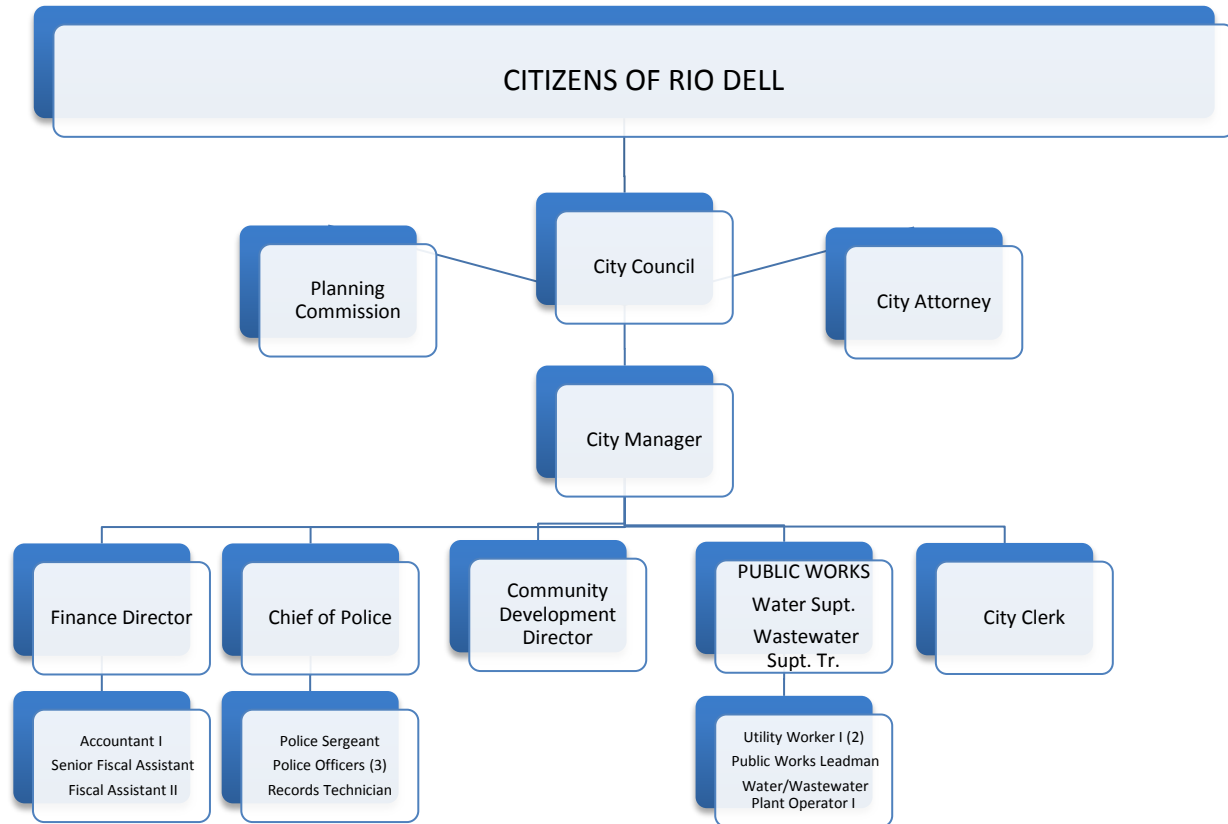 CITIZENS OF RIO DELL
City Council
Planning
Commission
City Attorney
City Manager
Finance Director
Chief of Police
Community
Development
Director
PUBLIC WORKS
Water Supt.
Wastewater
Supt. Tr.
City Clerk
Accountant I
Senior Fiscal Assistant
Fiscal Assistant II
Police Sergeant
Police Officers (3)
Records Technician
Utility Worker I (2)
Public Works Leadman
Water/Wastewater
Plant Operator I